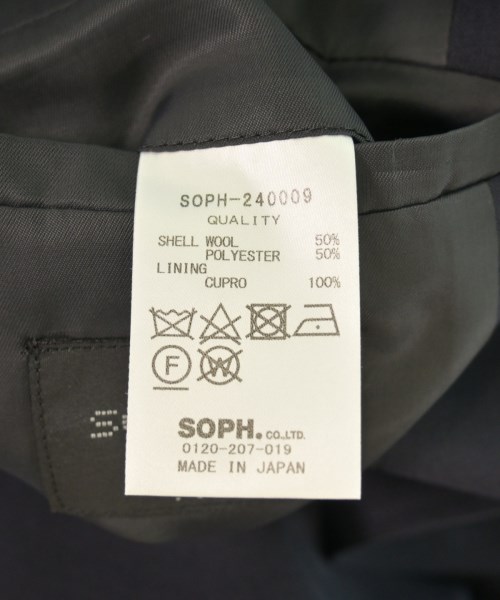 SOPH-240009
QUALITY
SHELL WOOL 50%
POLYESTER 50%
LINING
CUPRO 100%
F W
SOPH. CO.,LTD.
0120-207-019
MADE IN JAPAN